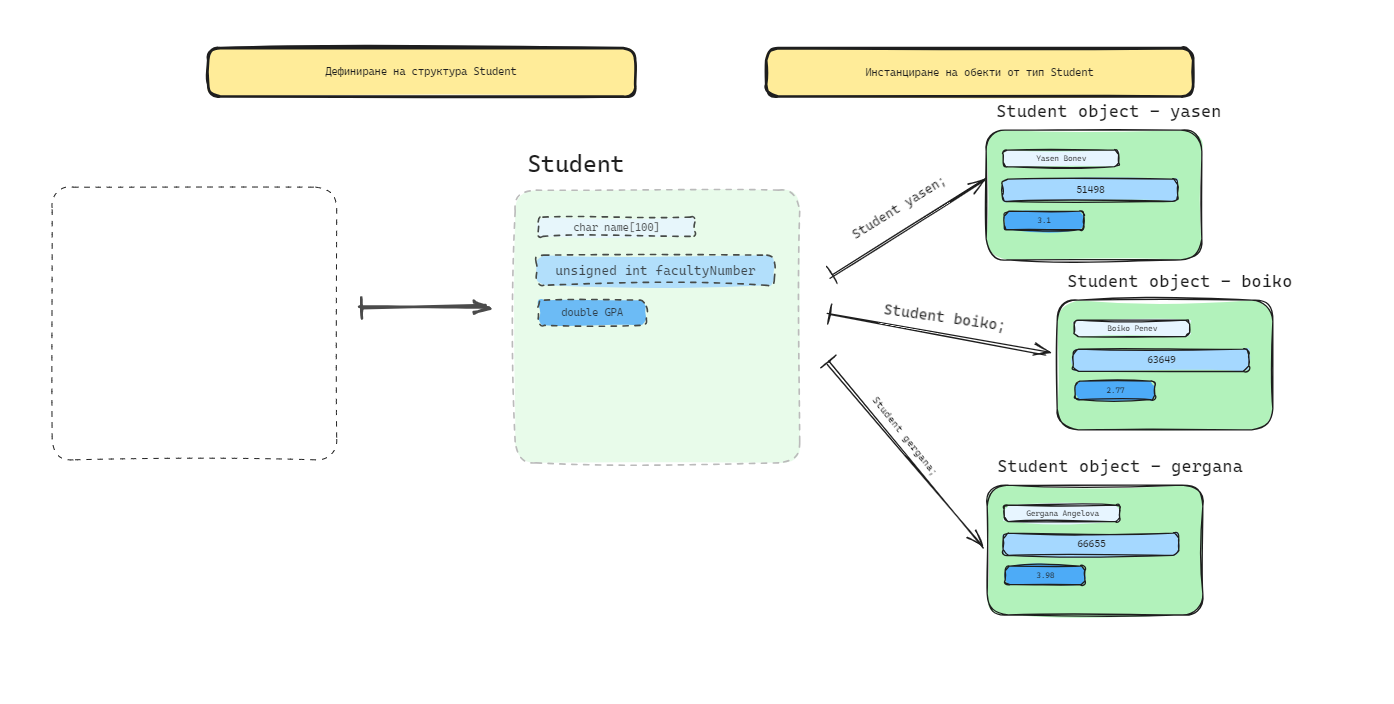 Дефиниране на структура Student
Инстанциране на обекти от тип Student
Student
char name[100]
unsigned int facultyNumber
double GPA
Student yasen;
Student boiko;
Student gergana;
Student object - yasen
Yasen Bonev
51498
3.1
Student object - boiko
Boiko Penev
63649
2.77
Student object - gergana
Gergana Angelova
66655
3.98